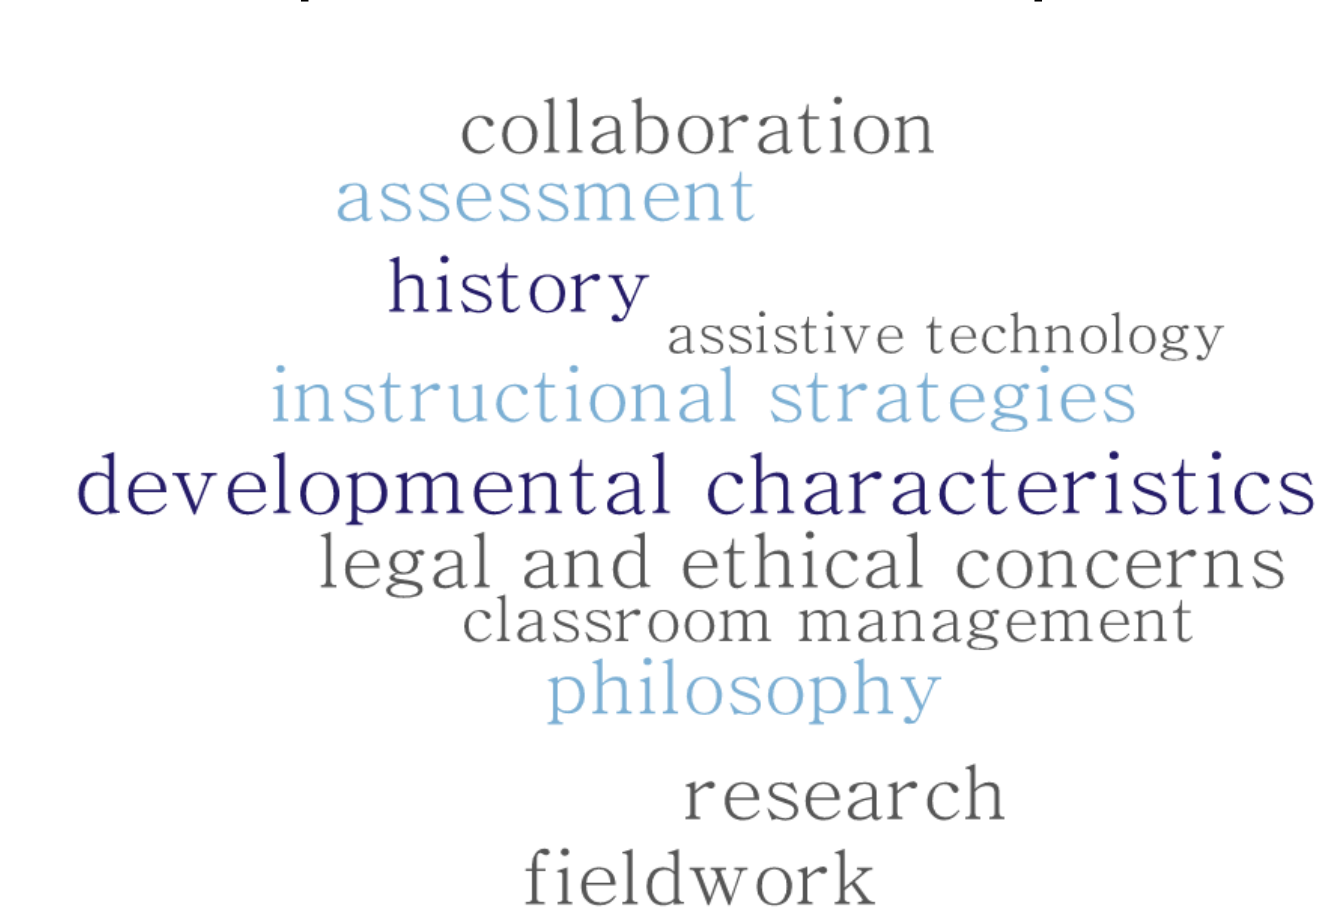 collaboration
assessment
history
assistive technology
instructional strategies
developmental characteristics
legal and ethical concerns
classroom management
philosophy
research
fieldwork